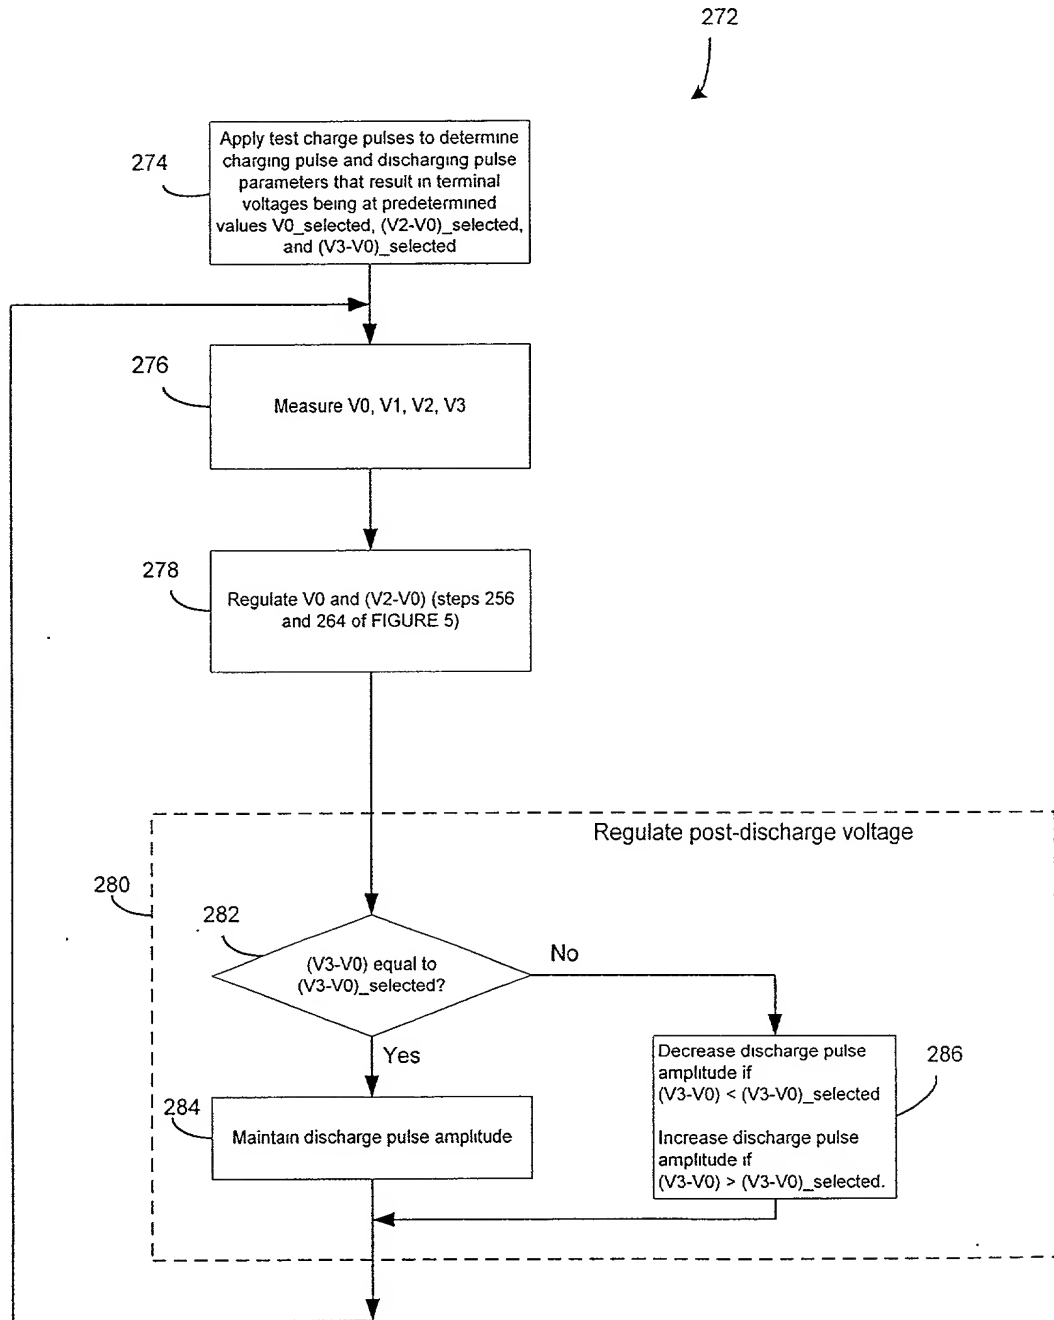 272
274
Apply test charge pulses to determine
charging pulse and discharging pulse
parameters that result in terminal
voltages being at predetermined
values V0_selected, (V2-V0)_selected,
and (V3-V0)_selected
276
Measure V0, V1, V2, V3
278
Regulate V0 and (V2-V0) (steps 256
and 264 of FIGURE 5)
Regulate post-discharge voltage
280
282
(V3-V0) equal to
(V3-V0)_selected?
No
Yes
284
Maintain discharge pulse amplitude
286
Decrease discharge pulse
amplitude if
(V3-V0) < (V3-V0)_selected
Increase discharge pulse
amplitude if
(V3-V0) > (V3-V0)_selected.